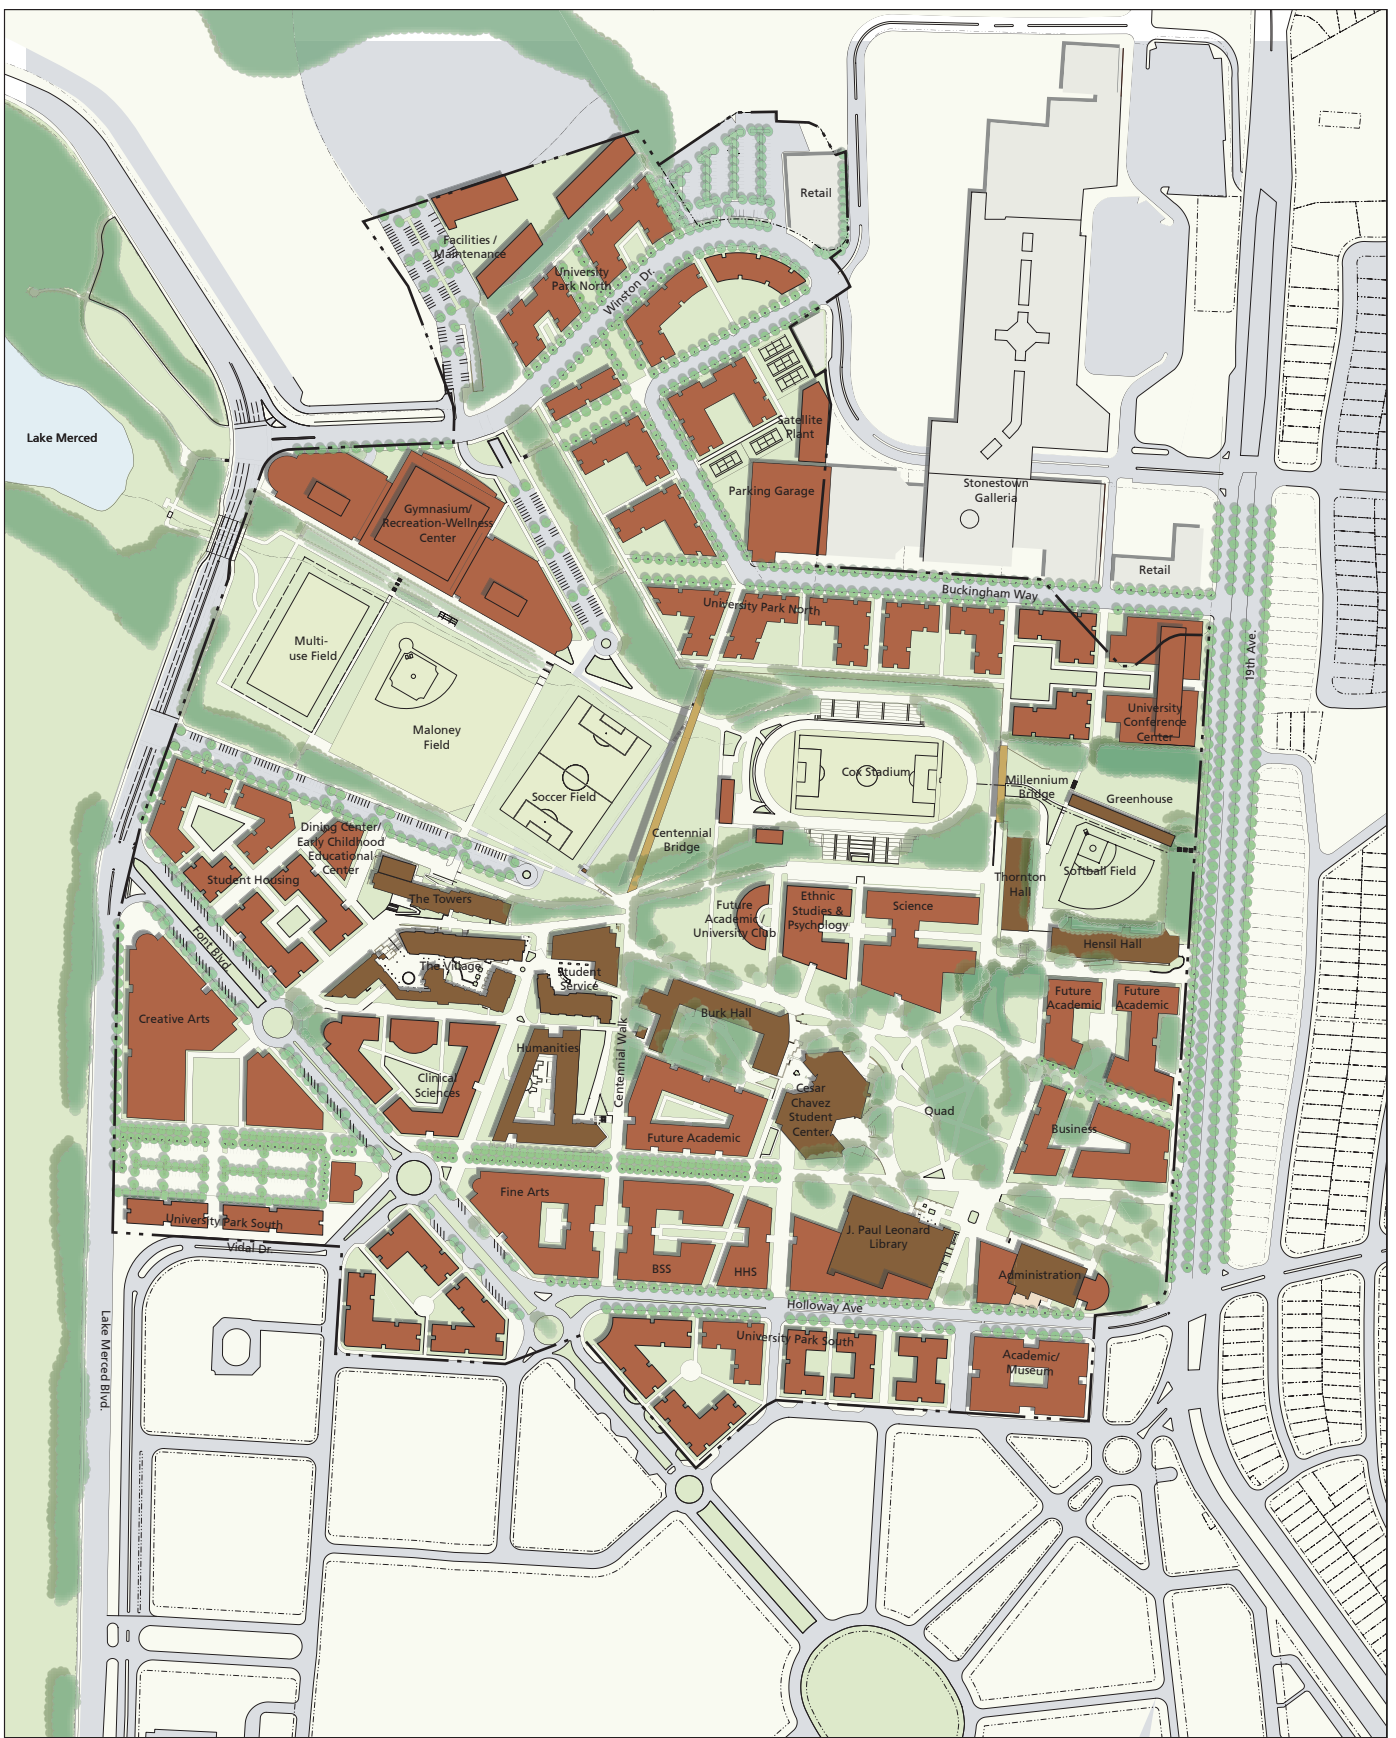 Retail
Facilities /
Maintenance
University
Park North
Winston Dr.
Lake Merced
Satellite
Plant
Parking Garage
Stonestown
Galleria
Gymnasium/
Recreation-Wellness
Center
Retail
Buckingham Way
University Park North
19th Ave.
Multi-
use Field
Maloney
Field
University
Conference
Center
Cox Stadium
Millennium
Bridge
Greenhouse
Soccer Field
Centennial
Bridge
Dining Center/
Early Childhood
Educational
Center
Student Housing
The Towers
Thornton
Hall
Softball Field
Future
Academic /
University Club
Ethnic
Studies &
Psychology
Science
Font Blvd
Hensil Hall
The Village
Student
Service
Future
Academic
Future
Academic
Creative Arts
Burk Hall
Humanities
Centennial Walk
Clinical
Sciences
Cesar
Chavez
Student
Center
Quad
Business
Future Academic
Fine Arts
University Park South
J. Paul Leonard
Library
Vidal Dr.
BSS
HHS
Administration
Holloway Ave
University Park South
Academic/
Museum
Lake Merced Blvd.